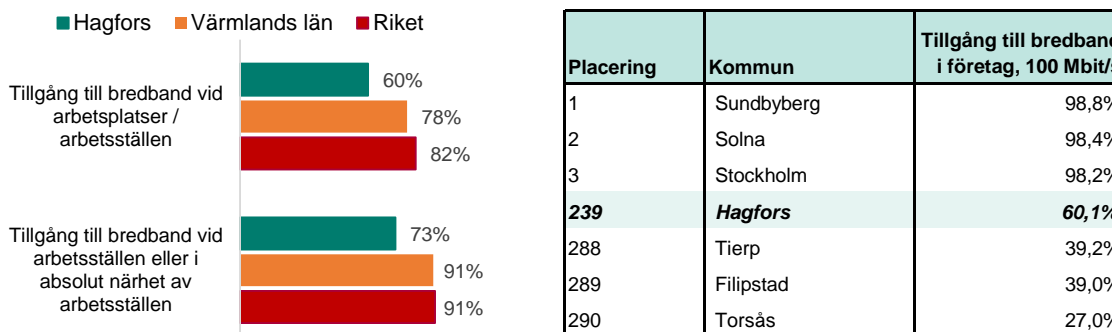 Hagfors Värmlands län Riket
Tillgång till bredband vid
arbetsplatser /
arbetsställen
60%
78%
82%
Tillgång till bredband vid
arbetsställen eller i
absolut närhet av
arbetsställen
73%
91%
91%
Placering Kommun Tillgång till bredband
i företag, 100 Mbit/s
1 Sundbyberg 98,8%
2 Solna 98,4%
3 Stockholm 98,2%
239 Hagfors 60,1%
288 Tierp 39,2%
289 Filipstad 39,0%
290 Torsås 27,0%